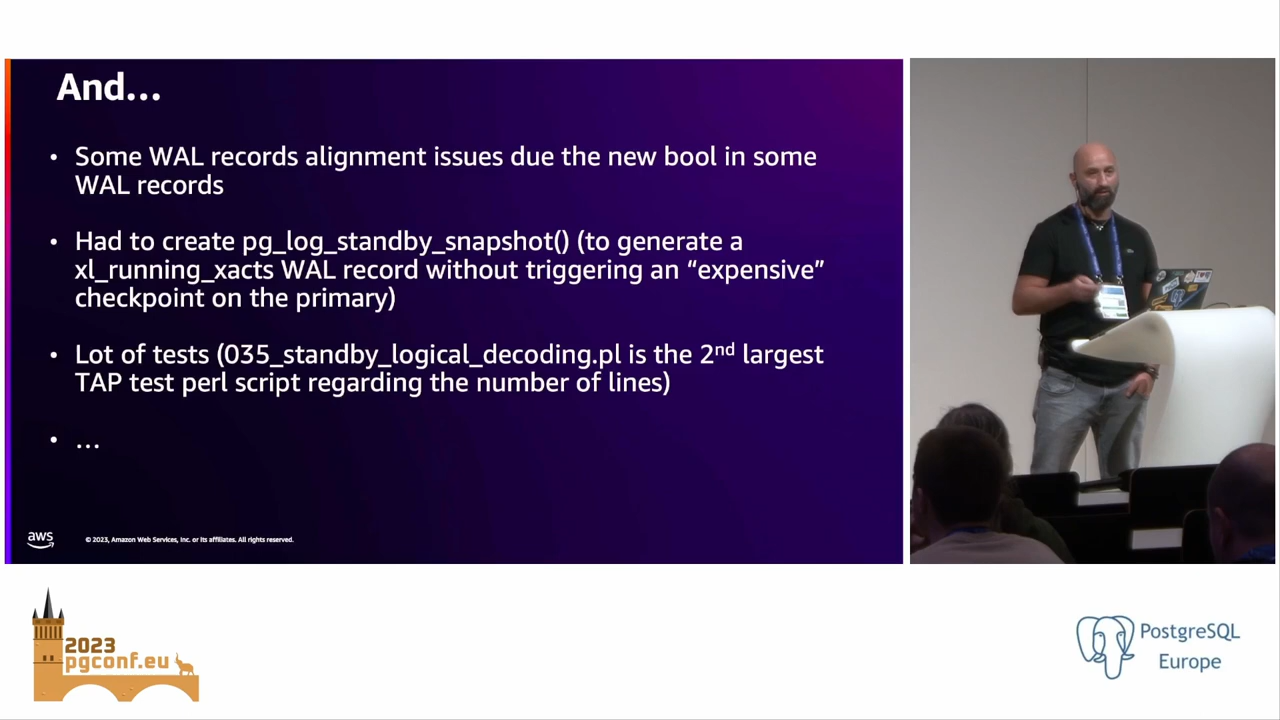 And...
• Some WAL records alignment issues due the new bool in some
WAL records
• Had to create pg_log_standby_snapshot() (to generate a
xl_running_xacts WAL record without triggering an “expensive”
checkpoint on the primary)
• Lot of tests (035_standby_logical_decoding.pl is the 2nd largest
TAP test perl script regarding the number of lines)
• ...
aws
© 2023, Amazon Web Services, Inc. or its affiliates. All rights reserved.
2023
pgconf.eu
PostgreSQL
Europe